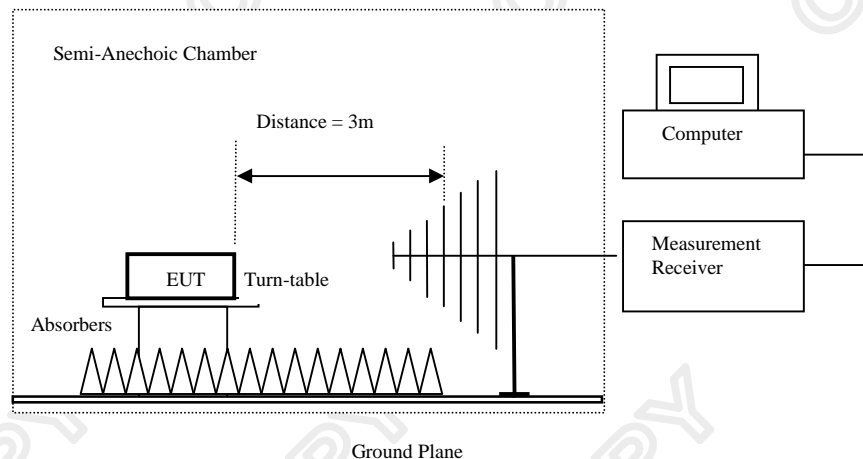 Semi-Anechoic Chamber
Distance = 3m
Computer
Measurement
Receiver
EUT
Turn-table
Absorbers
Ground Plane